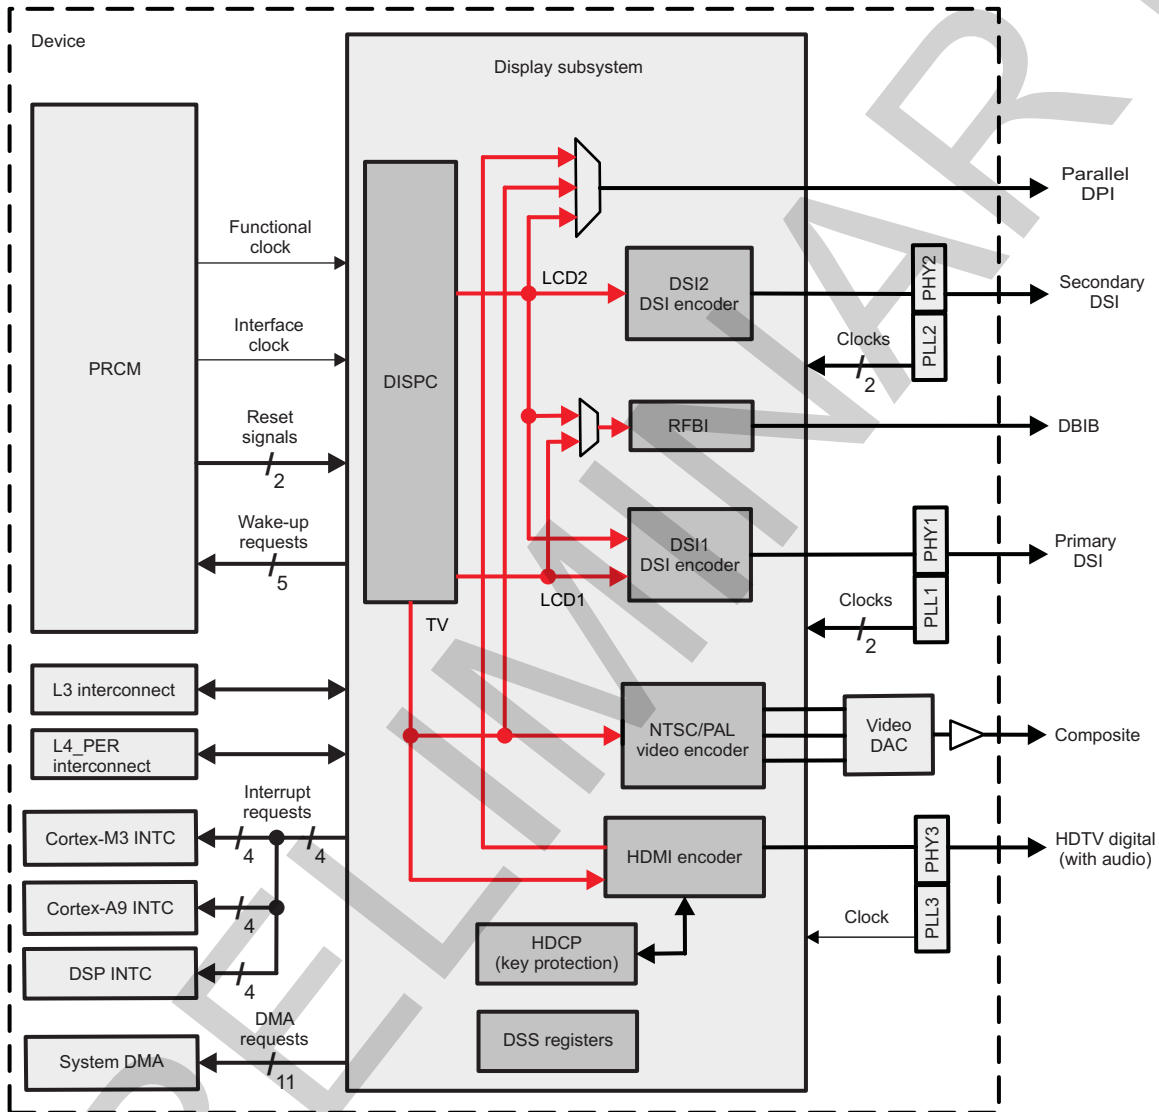 Device
Display subsystem
PRCM
Functional
clock
Interface
clock
Reset
signals
2
Wake-up
requests
5
DISPC
LCD2
LCD1
TV
DSI2
DSI encoder
RFBI
DSI1
DSI encoder
NTSC/PAL
video encoder
HDMI encoder
HDCP
(key protection)
DSS registers
Parallel
DPI
PHY2
PLL2
Secondary
DSI
Clocks
2
DBIB
PHY1
PLL1
Primary
DSI
Clocks
2
Video
DAC
Composite
PHY3
PLL3
HDTV digital
(with audio)
Clock
L3 interconnect
L4_PER
interconnect
Interrupt
requests
Cortex-M3 INTC
4
4
Cortex-A9 INTC
4
DSP INTC
4
DMA
requests
System DMA
11
PRELIMINARY